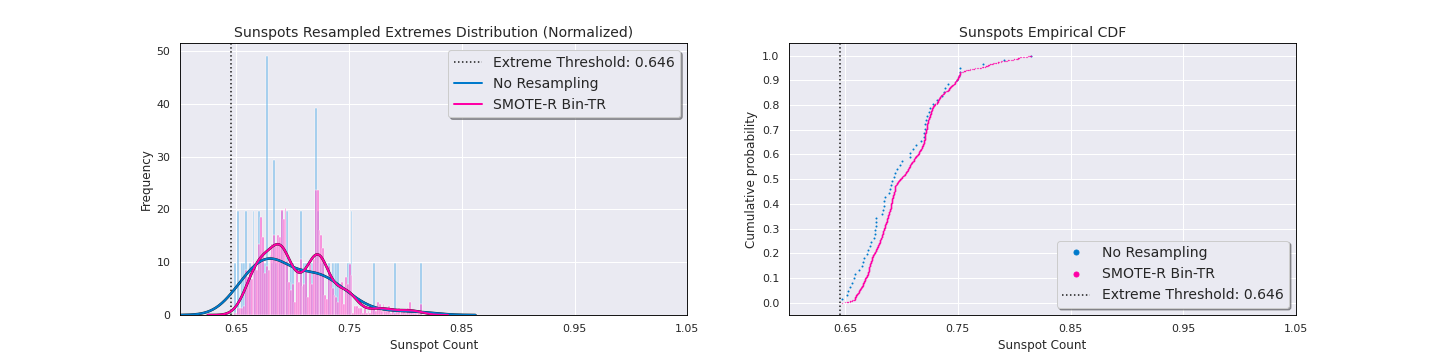 Sunspots Resampled Extremes Distribution (Normalized)
50
40
30
20
10
0
Frequency
0.65
0.75
0.85
0.95
1.05
Sunspot Count
Extreme Threshold: 0.646
No Resampling
SMOTE-R Bin-TR
Sunspots Empirical CDF
1.0
0.9
0.8
0.7
0.6
0.5
0.4
0.3
0.2
0.1
0.0
Cumulative probability
0.65
0.75
0.85
0.95
1.05
Sunspot Count
No Resampling
SMOTE-R Bin-TR
Extreme Threshold: 0.646